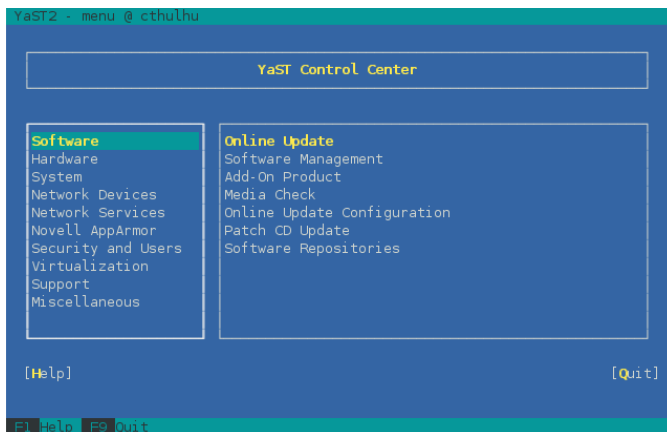 YaST2 - menu @ cthulhu
YaST Control Center
Software
Hardware
System
Network Devices
Network Services
Novell AppArmor
Security and Users
Virtualization
Support
Miscellaneous
Online Update
Software Management
Add-On Product
Media Check
Online Update Configuration
Patch CD Update
Software Repositories
[Help] [Quit]
F1 Help F9 Quit